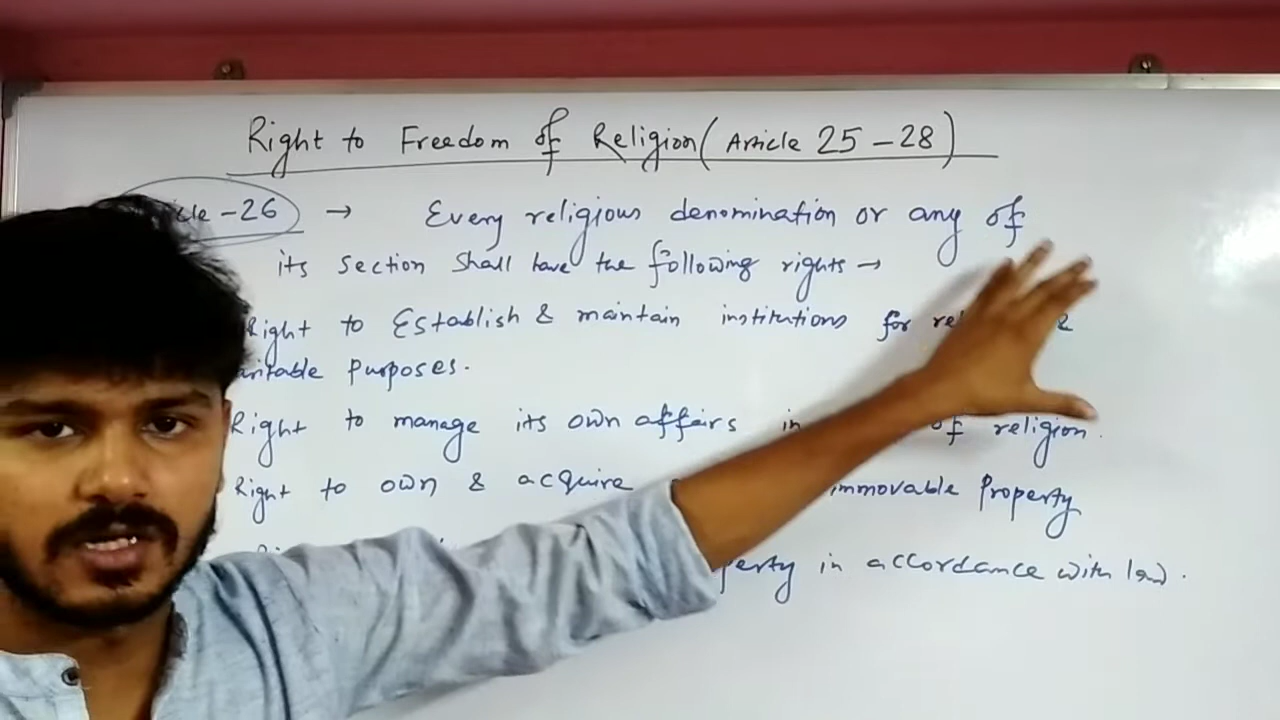 Right to Freedom of Religion (Article 25-28)
-26 → Every religious denomination or any of
its section shall have the following rights →
Right to Establish & maintain institutions for &
Purposes.
Right to manage its own affairs in of religion.
Right to own & acquire immovable Property
in accordance with law.